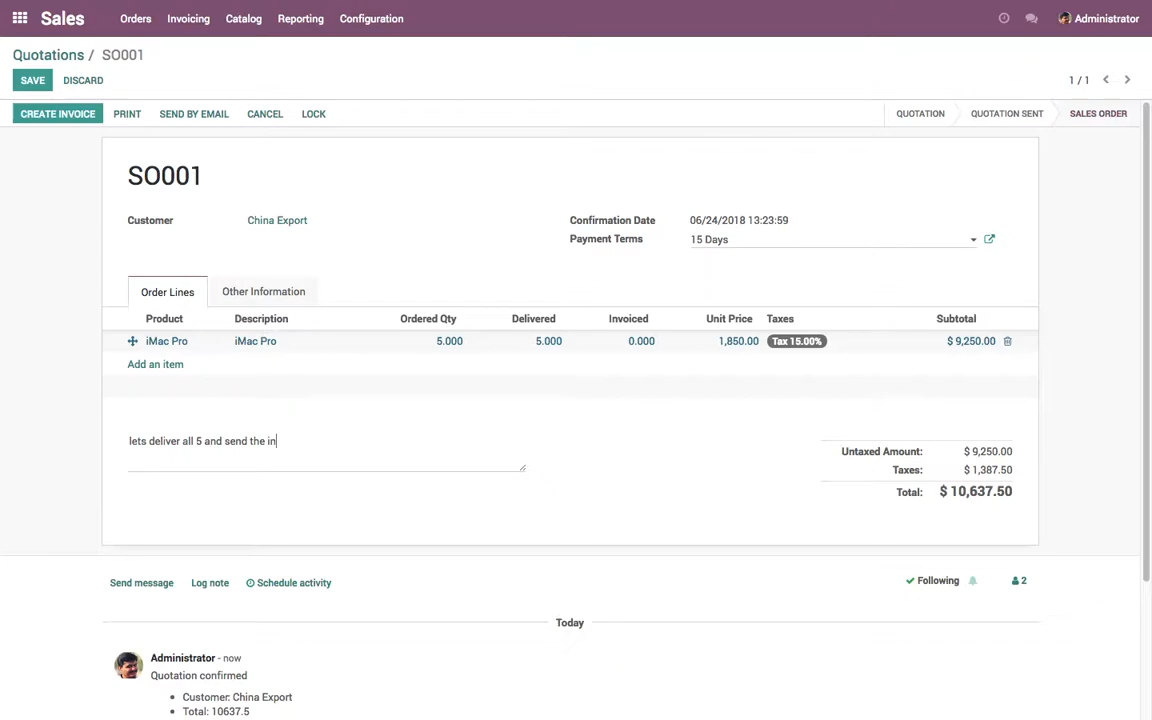 Sales Orders Invoicing Catalog Reporting Configuration Administrator
Quotations / SO001
SAVE DISCARD 1 / 1
CREATE INVOICE PRINT SEND BY EMAIL CANCEL LOCK QUOTATION QUOTATION SENT SALES ORDER
SO001
Customer China Export Confirmation Date 06/24/2018 13:23:59
Payment Terms 15 Days
Order Lines Other Information
Product Description Ordered Qty Delivered Invoiced Unit Price Taxes Subtotal
iMac Pro iMac Pro 5.000 5.000 0.000 1,850.00 Tax 15.00% $ 9,250.00
Add an item
lets deliver all 5 and send the in
Untaxed Amount: $ 9,250.00
Taxes: $ 1,387.50
Total: $ 10,637.50
Send message Log note Schedule activity Following 2
Today
Administrator - now
Quotation confirmed
• Customer: China Export
• Total: 10637.5